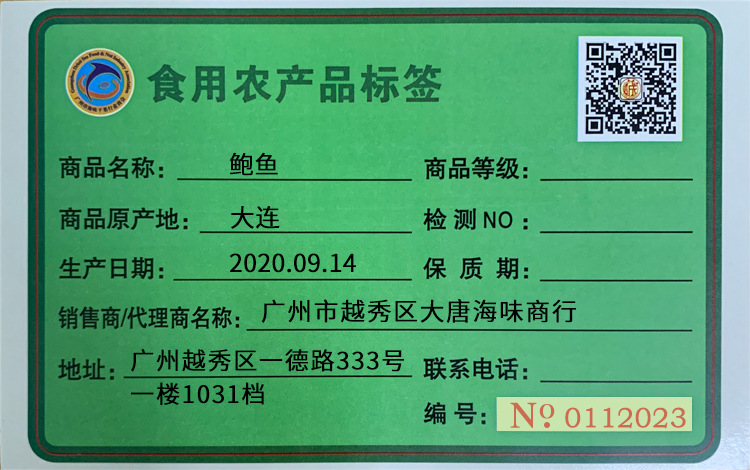 食用农产品标签
商品名称： 鲍鱼
商品等级：
商品原产地： 大连
检测NO：
生产日期： 2020.09.14
保质期：
销售商/代理商名称： 广州市越秀区大唐海味商行
地址： 广州越秀区一德路333号
一楼1031档
联系电话：
编号： № 0112023